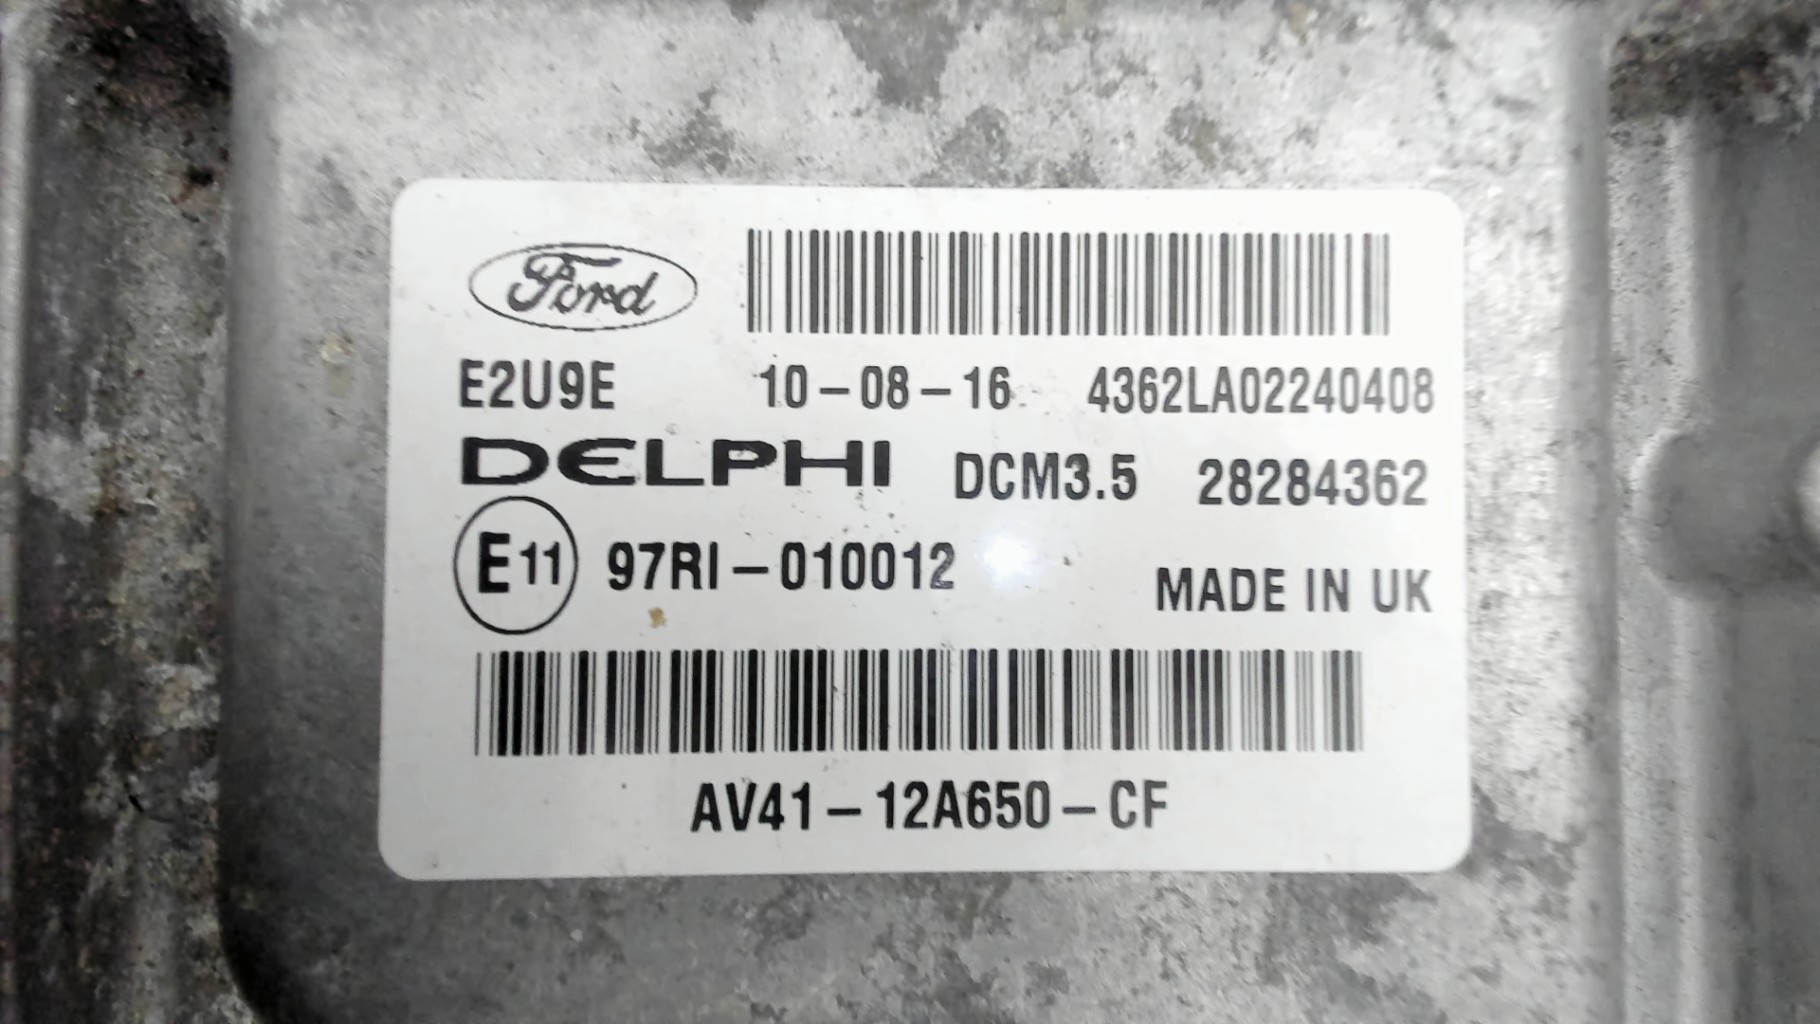 Ford
E2U9E 10-08-16 4362LA02240408
DELPHI DCM3.5 28284362
E11 97RI-010012 MADE IN UK
AV41-12A650-CF